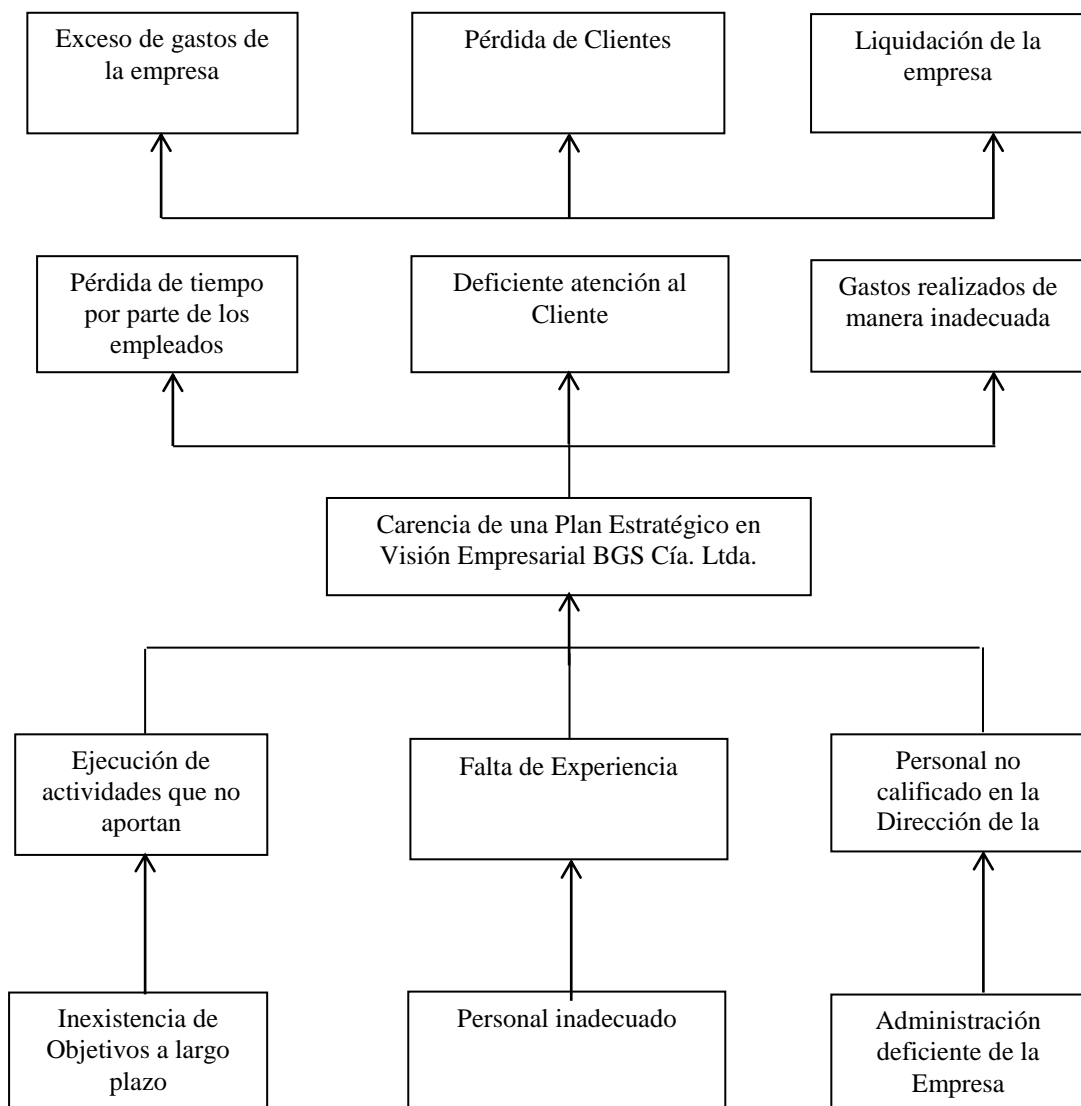 Exceso de gastos de
la empresa
Pérdida de Clientes
Liquidación de la
empresa
Pérdida de tiempo
por parte de los
empleados
Deficiente atención al
Cliente
Gastos realizados de
manera inadecuada
Carencia de una Plan Estratégico en
Visión Empresarial BGS Cía. Ltda.
Ejecución de
actividades que no
aportan
Falta de Experiencia
Personal no
calificado en la
Dirección de la
Inexistencia de
Objetivos a largo
plazo
Personal inadecuado
Administración
deficiente de la
Empresa